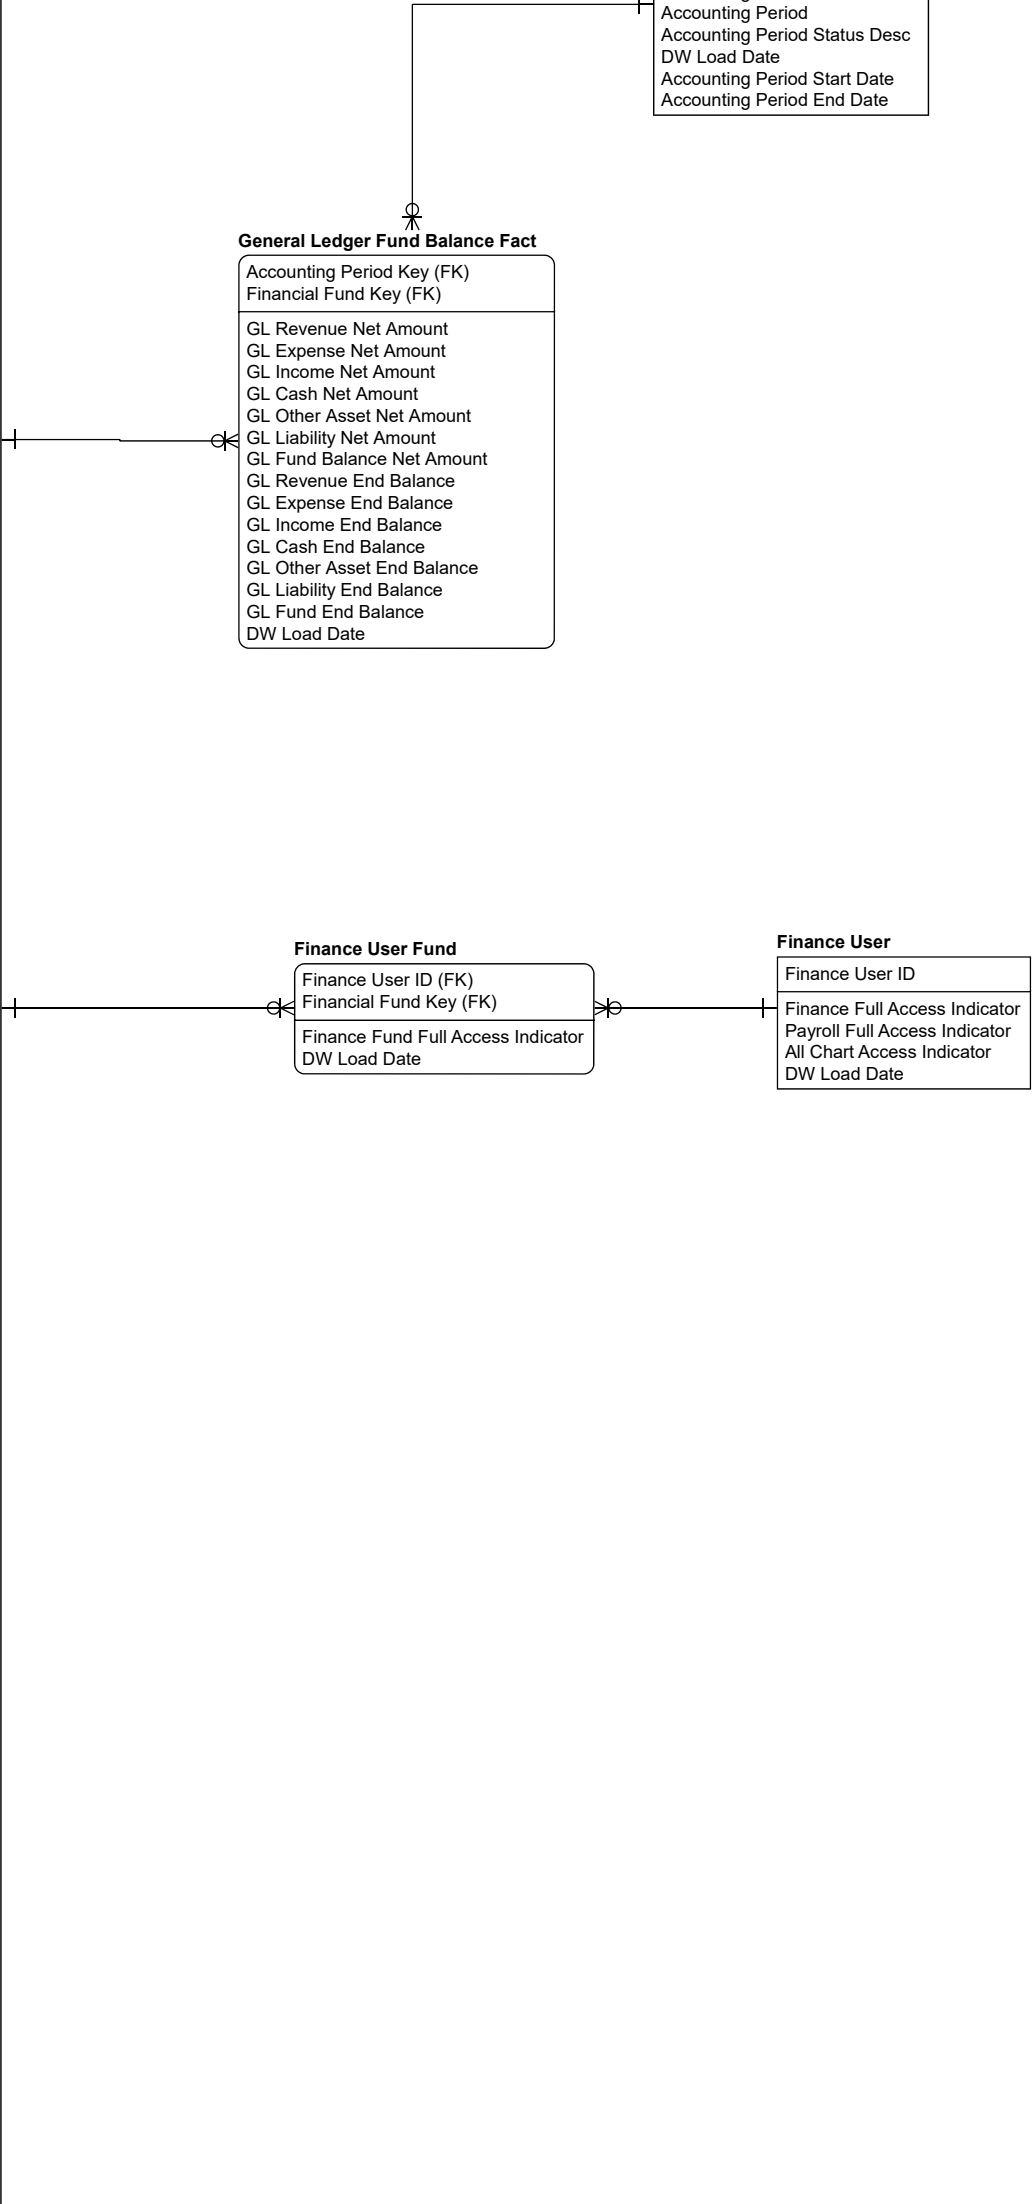 Accounting Period
Accounting Period Status Desc
DW Load Date
Accounting Period Start Date
Accounting Period End Date
General Ledger Fund Balance Fact
Accounting Period Key (FK)
Financial Fund Key (FK)
GL Revenue Net Amount
GL Expense Net Amount
GL Income Net Amount
GL Cash Net Amount
GL Other Asset Net Amount
GL Liability Net Amount
GL Fund Balance Net Amount
GL Revenue End Balance
GL Expense End Balance
GL Income End Balance
GL Cash End Balance
GL Other Asset End Balance
GL Liability End Balance
GL Fund End Balance
DW Load Date
Finance User Fund
Finance User ID (FK)
Financial Fund Key (FK)
Finance Fund Full Access Indicator
DW Load Date
Finance User
Finance User ID
Finance Full Access Indicator
Payroll Full Access Indicator
All Chart Access Indicator
DW Load Date